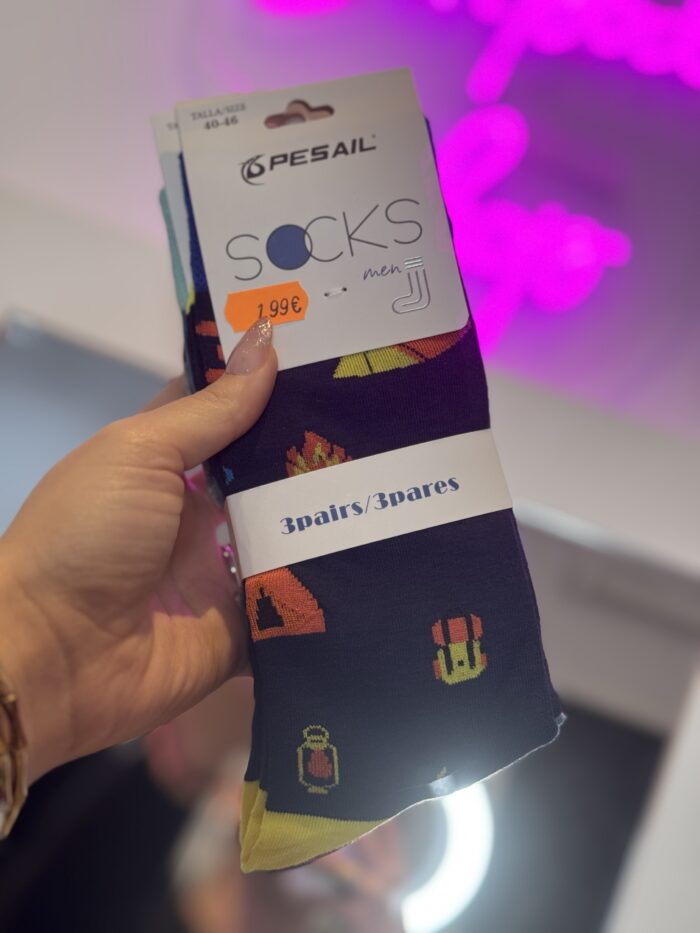 TALLA/SIZE
40-46
PESAIL
SOCKS
men
1,99€
3pairs/3pares